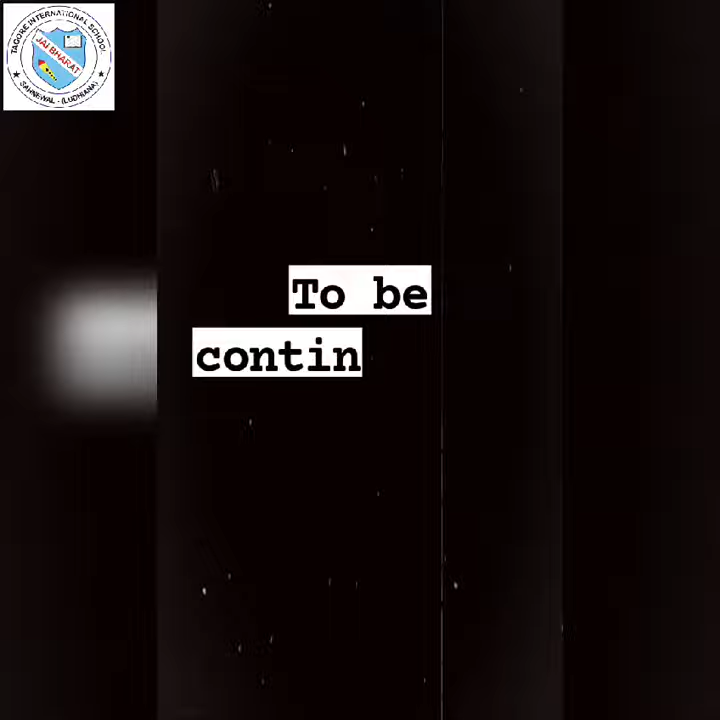 TAGORE INTERNATIONAL SCHOOL
JAI BHARAT
SAHNEWAL - (LUDHIANA)
To be
contin